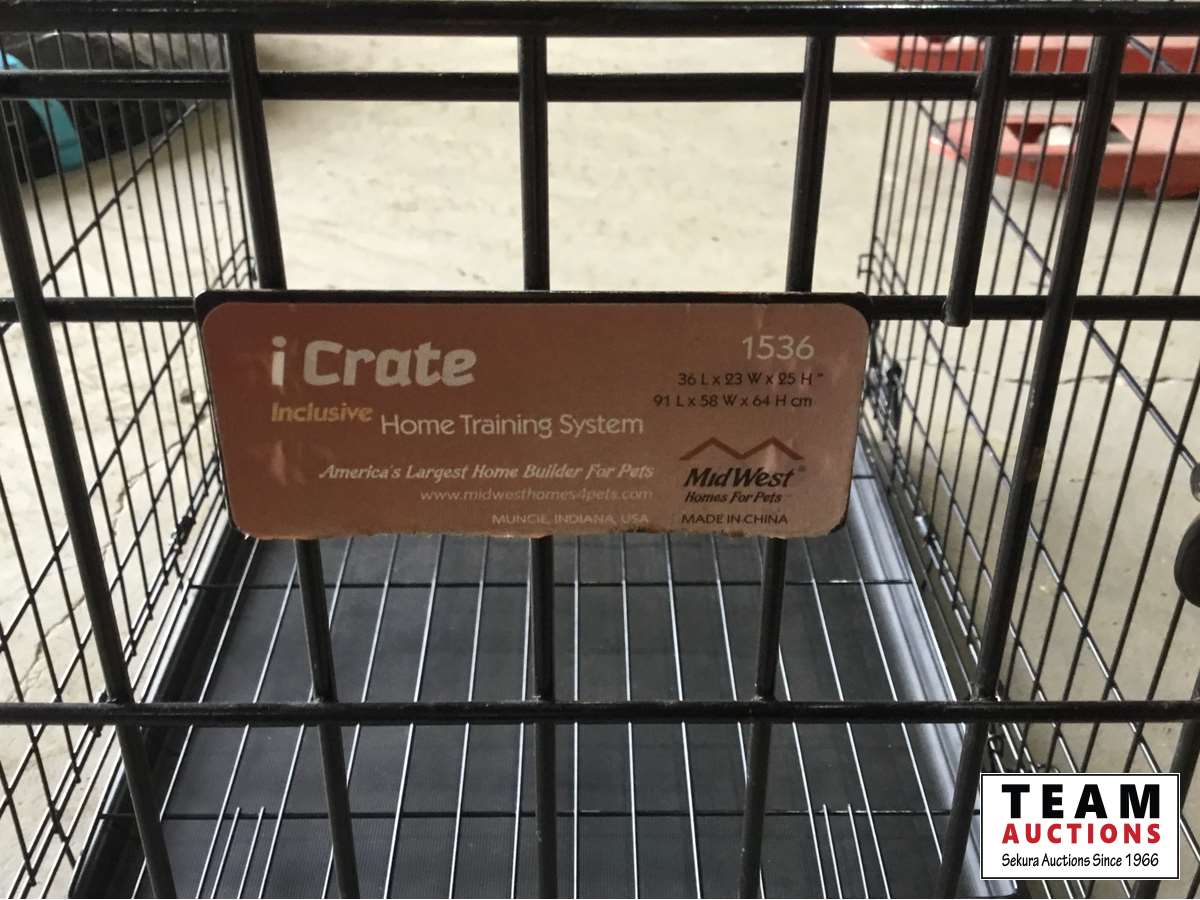 i Crate
1536
36 L x 23 W x 25 H "
91 L x 58 W x 64 H cm
Inclusive Home Training System
America's Largest Home Builder For Pets
www.midwesthomes4pets.com
MidWest®
Homes For Pets
MUNCIE, INDIANA, USA
MADE IN CHINA
TEAM
AUCTIONS
Sekura Auctions Since 1966